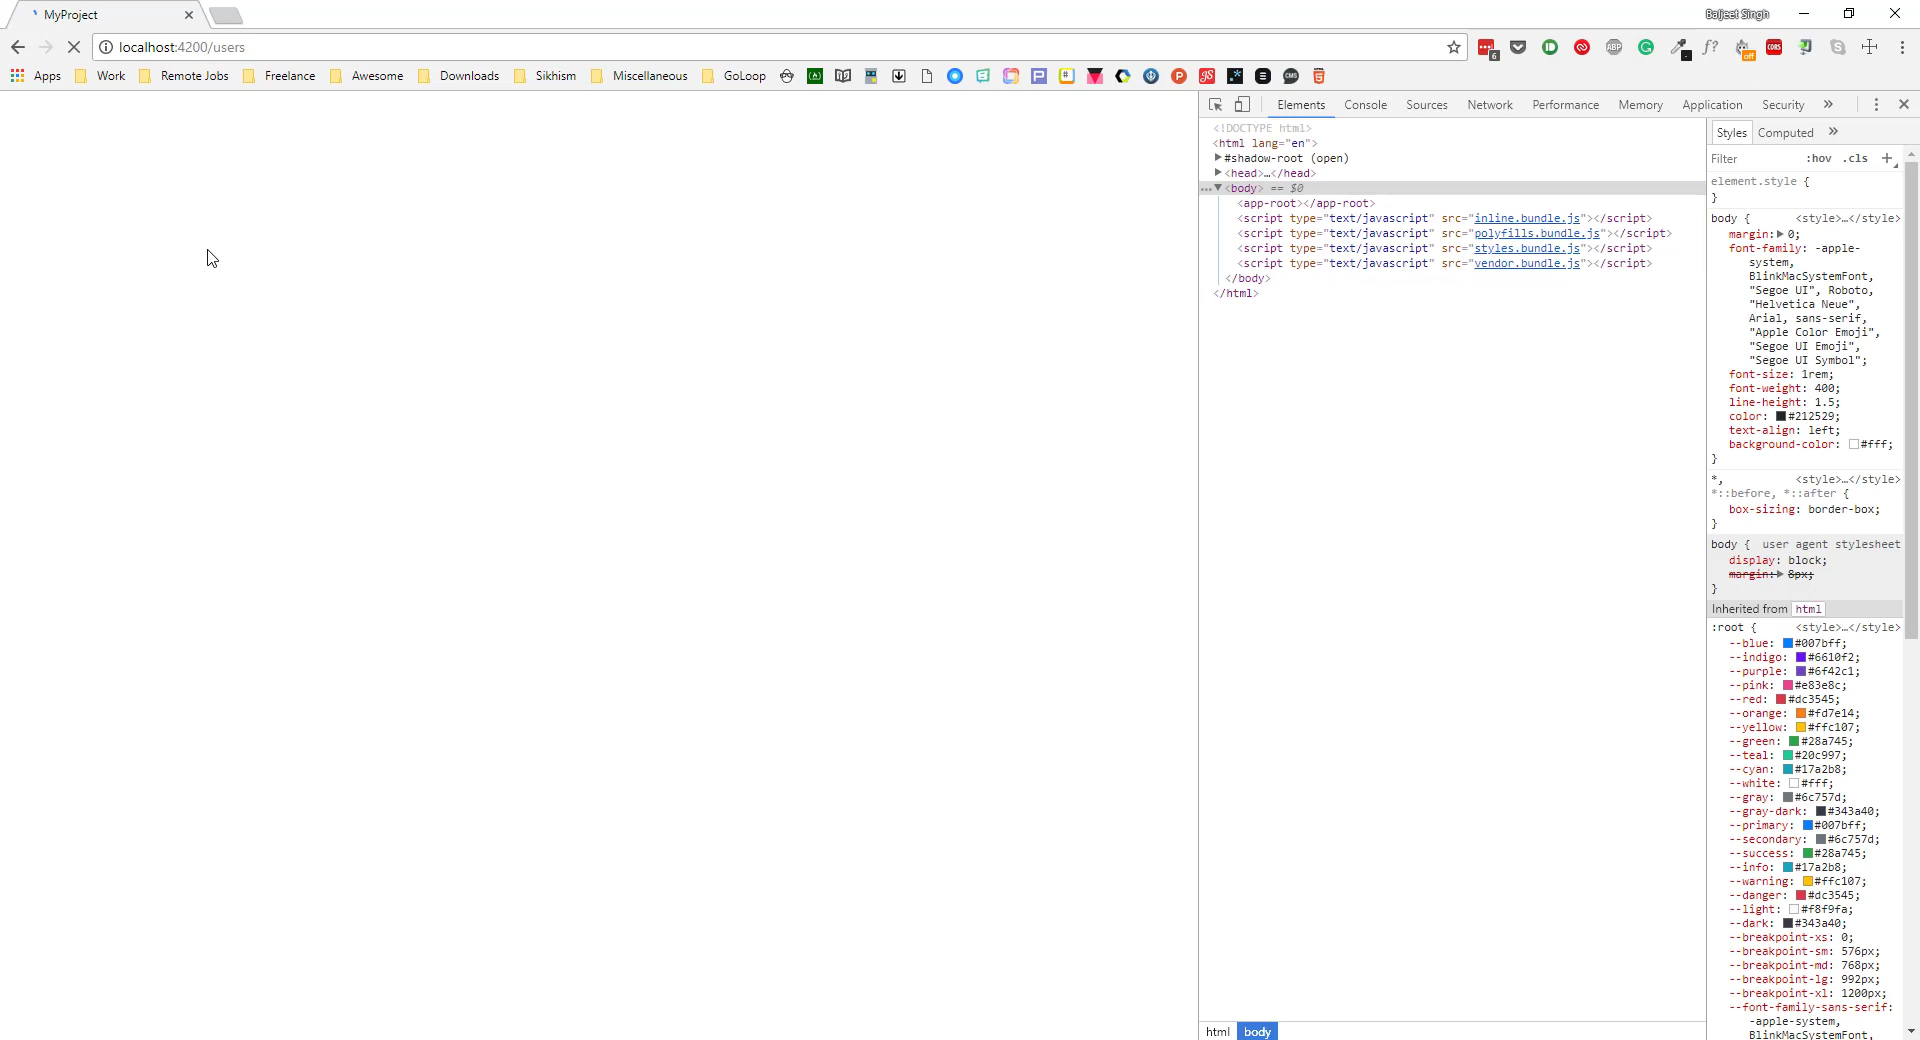 MyProject
Baljeet Singh
localhost:4200/users
6
ABP
f?
off
CORS
Apps
Work
Remote Jobs
Freelance
Awesome
Downloads
Sikhism
Miscellaneous
GoLoop
Elements
Console
Sources
Network
Performance
Memory
Application
Security
<!DOCTYPE html>
<html lang="en">
#shadow-root (open)
<head>…</head>
<body> == $0
<app-root></app-root>
<script type="text/javascript" src="inline.bundle.js"></script>
<script type="text/javascript" src="polyfills.bundle.js"></script>
<script type="text/javascript" src="styles.bundle.js"></script>
<script type="text/javascript" src="vendor.bundle.js"></script>
</body>
</html>
html
body
Styles
Computed
Filter
:hov
.cls
element.style {
}
body { <style>…</style>
margin: 0;
font-family: -apple-
system,
BlinkMacSystemFont,
"Segoe UI", Roboto,
"Helvetica Neue",
Arial, sans-serif,
"Apple Color Emoji",
"Segoe UI Emoji",
"Segoe UI Symbol";
font-size: 1rem;
font-weight: 400;
line-height: 1.5;
color: #212529;
text-align: left;
background-color: #fff;
}
*, <style>…</style>
*::before, *::after {
box-sizing: border-box;
}
body { user agent stylesheet
display: block;
margin: 8px;
}
Inherited from html
:root { <style>…</style>
--blue: #007bff;
--indigo: #6610f2;
--purple: #6f42c1;
--pink: #e83e8c;
--red: #dc3545;
--orange: #fd7e14;
--yellow: #ffc107;
--green: #28a745;
--teal: #20c997;
--cyan: #17a2b8;
--white: #fff;
--gray: #6c757d;
--gray-dark: #343a40;
--primary: #007bff;
--secondary: #6c757d;
--success: #28a745;
--info: #17a2b8;
--warning: #ffc107;
--danger: #dc3545;
--light: #f8f9fa;
--dark: #343a40;
--breakpoint-xs: 0;
--breakpoint-sm: 576px;
--breakpoint-md: 768px;
--breakpoint-lg: 992px;
--breakpoint-xl: 1200px;
--font-family-sans-serif:
-apple-system,
BlinkMacSystemFont,